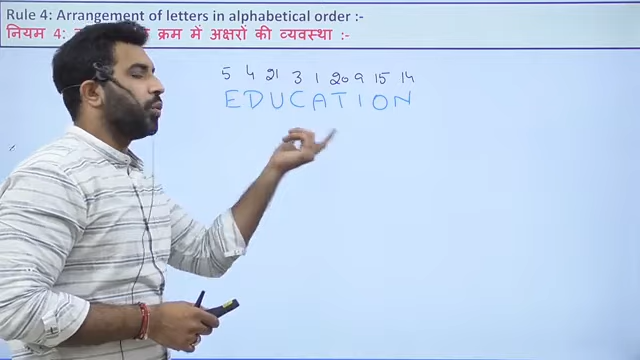 Rule 4: Arrangement of letters in alphabetical order :-
नियम 4: क्रम में अक्षरों की व्यवस्था :-
5 4 21 3 1 20 9 15 14
EDUCATION